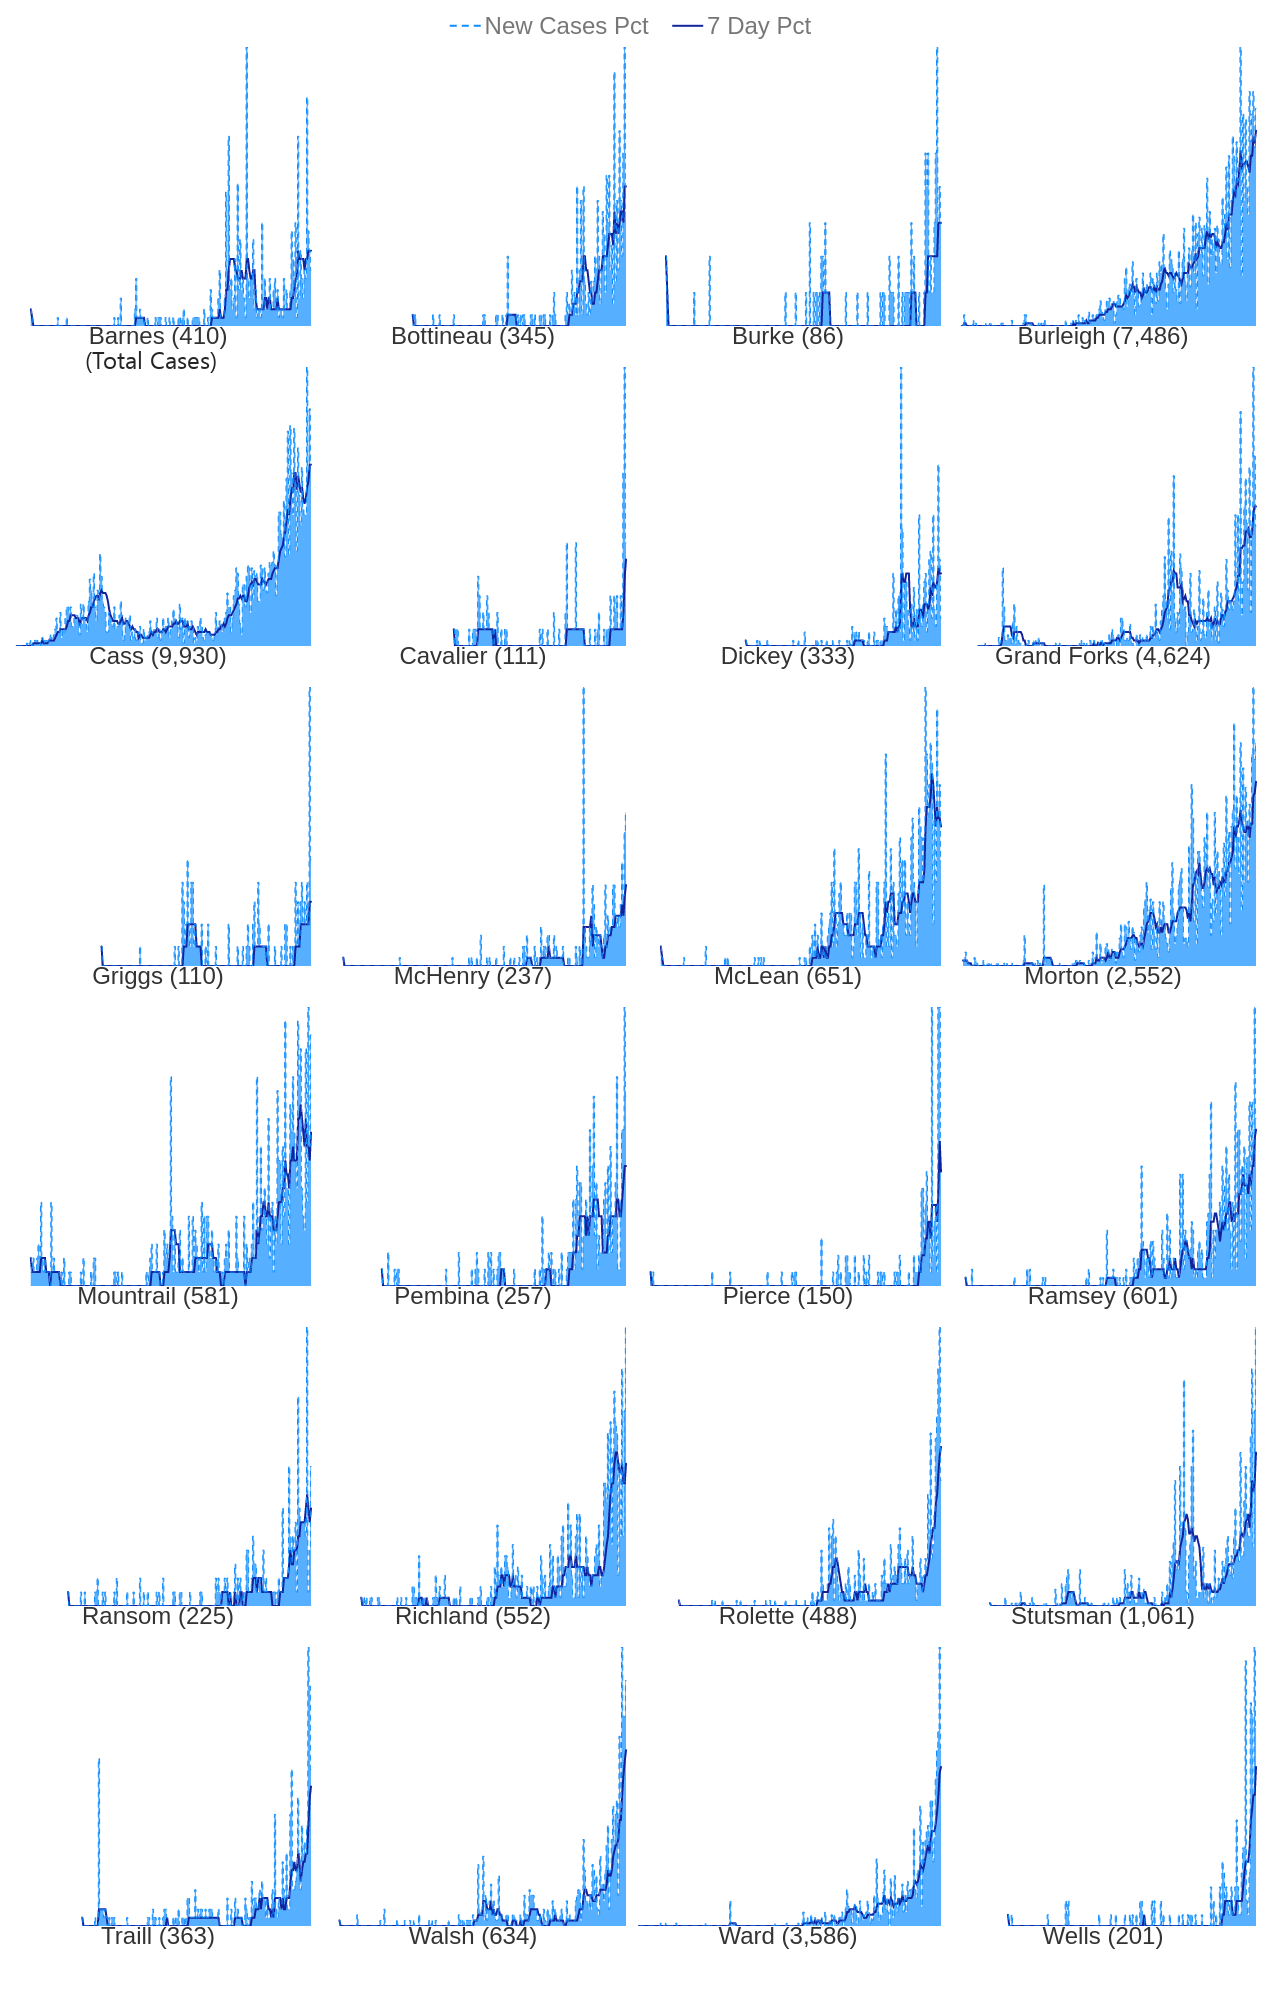 New Cases Pct 7 Day Pct
Barnes (410) Bottineau (345) Burke (86) Burleigh (7,486)
(Total Cases)
Cass (9,930) Cavalier (111) Dickey (333) Grand Forks (4,624)
Griggs (110) McHenry (237) McLean (651) Morton (2,552)
Mountrail (581) Pembina (257) Pierce (150) Ramsey (601)
Ransom (225) Richland (552) Rolette (488) Stutsman (1,061)
Traill (363) Walsh (634) Ward (3,586) Wells (201)